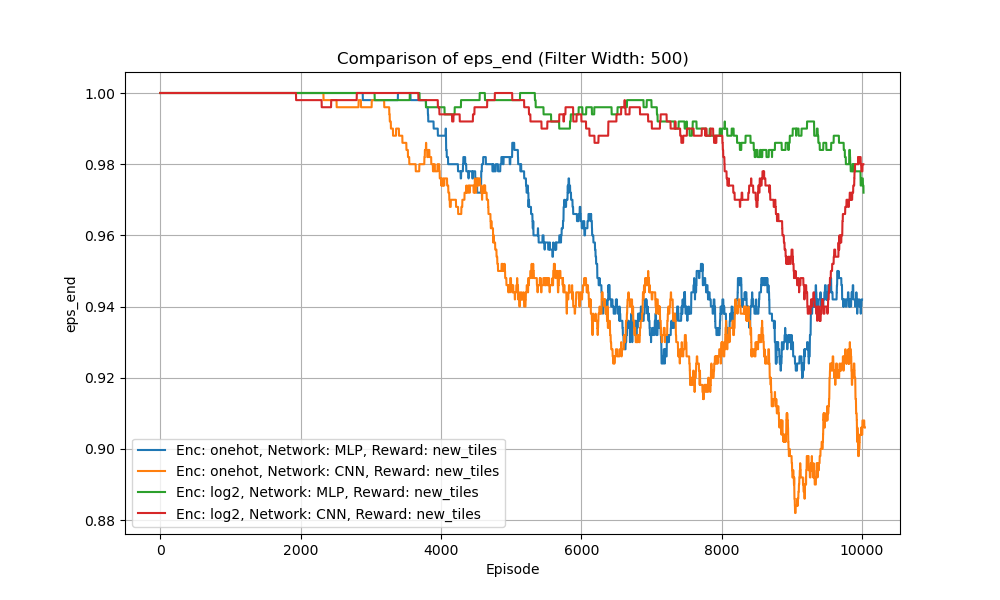 Comparison of eps_end (Filter Width: 500)
1.00
0.98
0.96
0.94
0.92
0.90
0.88
eps_end
Enc: onehot, Network: MLP, Reward: new_tiles
Enc: onehot, Network: CNN, Reward: new_tiles
Enc: log2, Network: MLP, Reward: new_tiles
Enc: log2, Network: CNN, Reward: new_tiles
0 2000 4000 6000 8000 10000
Episode